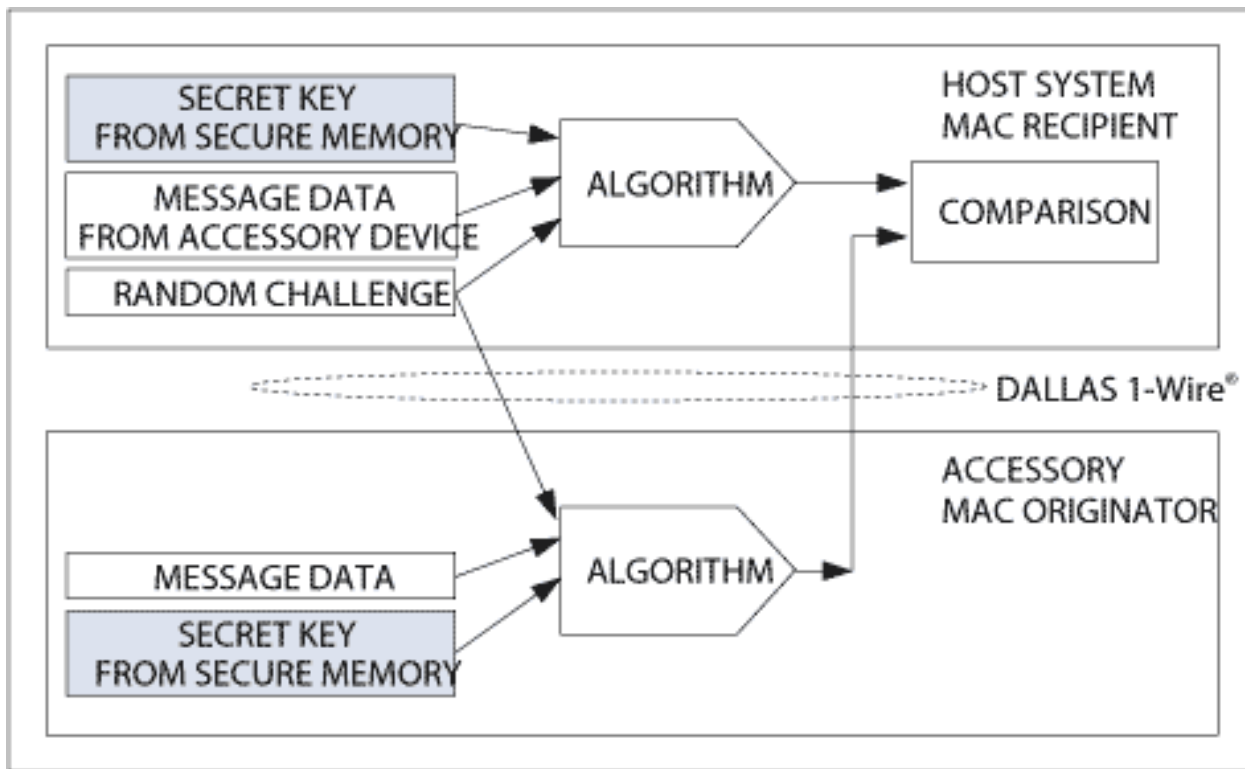 SECRET KEY
FROM SECURE MEMORY
MESSAGE DATA
FROM ACCESSORY DEVICE
RANDOM CHALLENGE
ALGORITHM
HOST SYSTEM
MAC RECIPIENT
COMPARISON
DALLAS 1-Wire®
ACCESSORY
MAC ORIGINATOR
MESSAGE DATA
SECRET KEY
FROM SECURE MEMORY
ALGORITHM